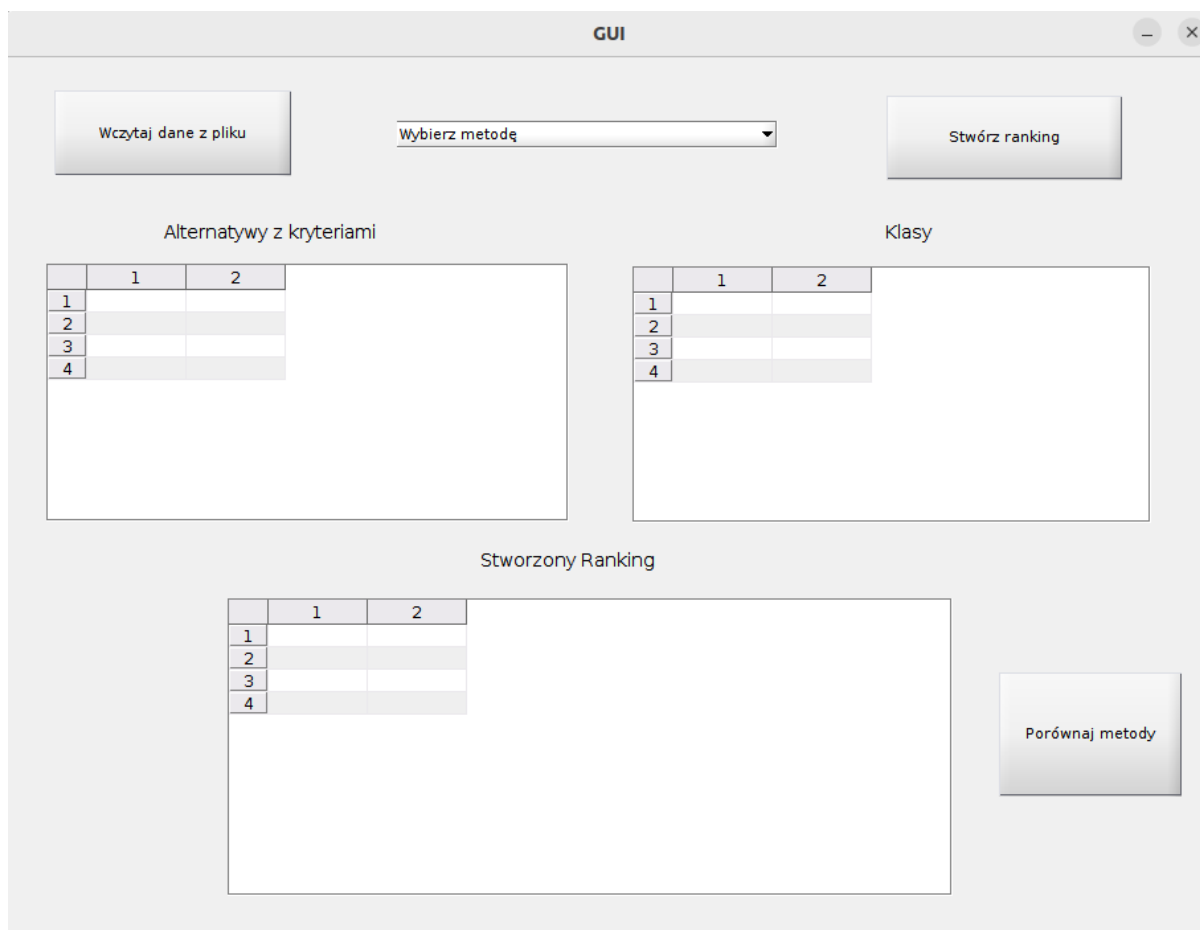 GUI
Wczytaj dane z pliku
Wybierz metodę
Stwórz ranking
Alternatywy z kryteriami
Klasy
1 2
1
2
3
4
1 2
1
2
3
4
Stworzony Ranking
1 2
1
2
3
4
Porównaj metody